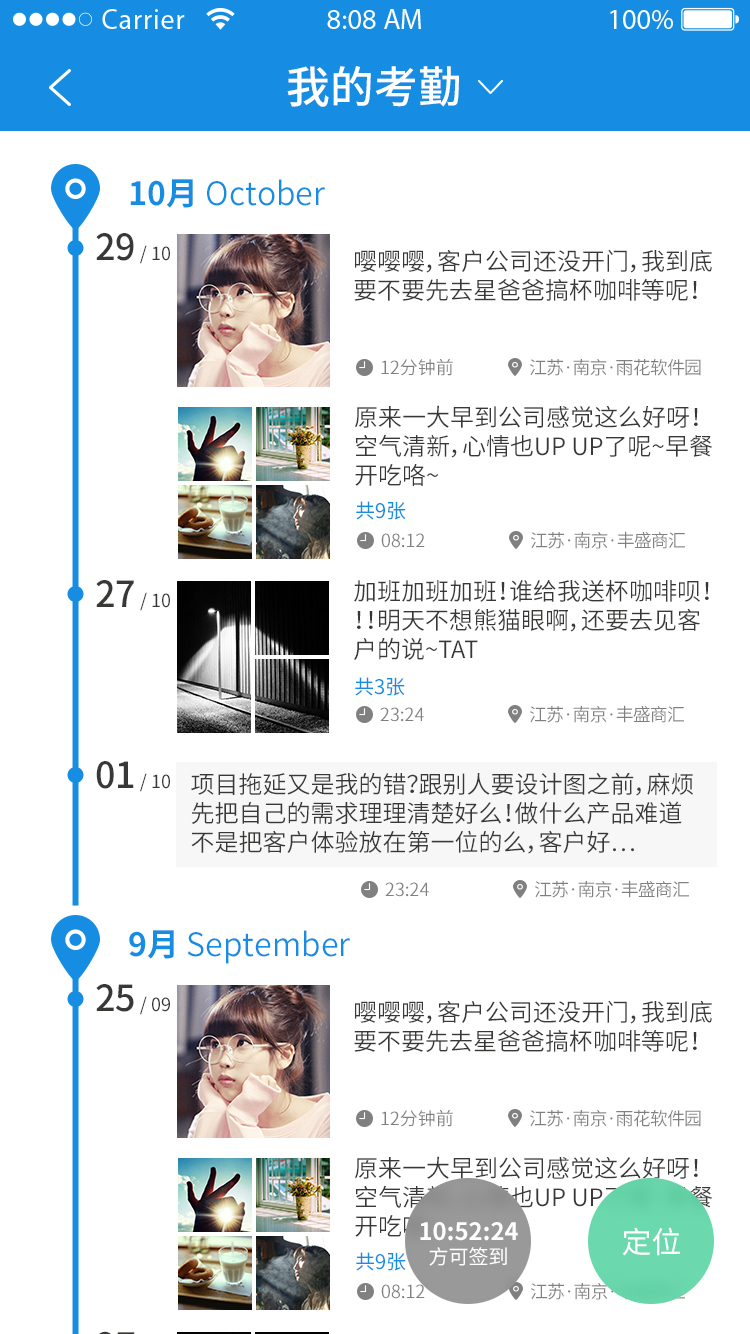 Carrier 8:08 AM 100%
我的考勤
10月 October
29 / 10
嘤嘤嘤，客户公司还没开门，我到底
要不要先去星爸爸搞杯咖啡等呢！
12分钟前 江苏·南京·雨花软件园
原来一大早到公司感觉这么好呀！
空气清新，心情也UP UP了呢~早餐
开吃咯~
共9张
08:12 江苏·南京·丰盛商汇
27 / 10
加班加班加班！谁给我送杯咖啡呗！
！！明天不想熊猫眼啊，还要去见客
户的说~TAT
共3张
23:24 江苏·南京·丰盛商汇
01 / 10
项目拖延又是我的错？跟别人要设计图之前，麻烦
先把自己的需求理理清楚好么！做什么产品难道
不是把客户体验放在第一位的么，客户好...
23:24 江苏·南京·丰盛商汇
9月 September
25 / 09
嘤嘤嘤，客户公司还没开门，我到底
要不要先去星爸爸搞杯咖啡等呢！
12分钟前 江苏·南京·雨花软件园
原来一大早到公司感觉这么好呀！
空气清 也UP UP 餐
开吃
共9张
08:12 江苏·南京
10:52:24
方可签到
定位